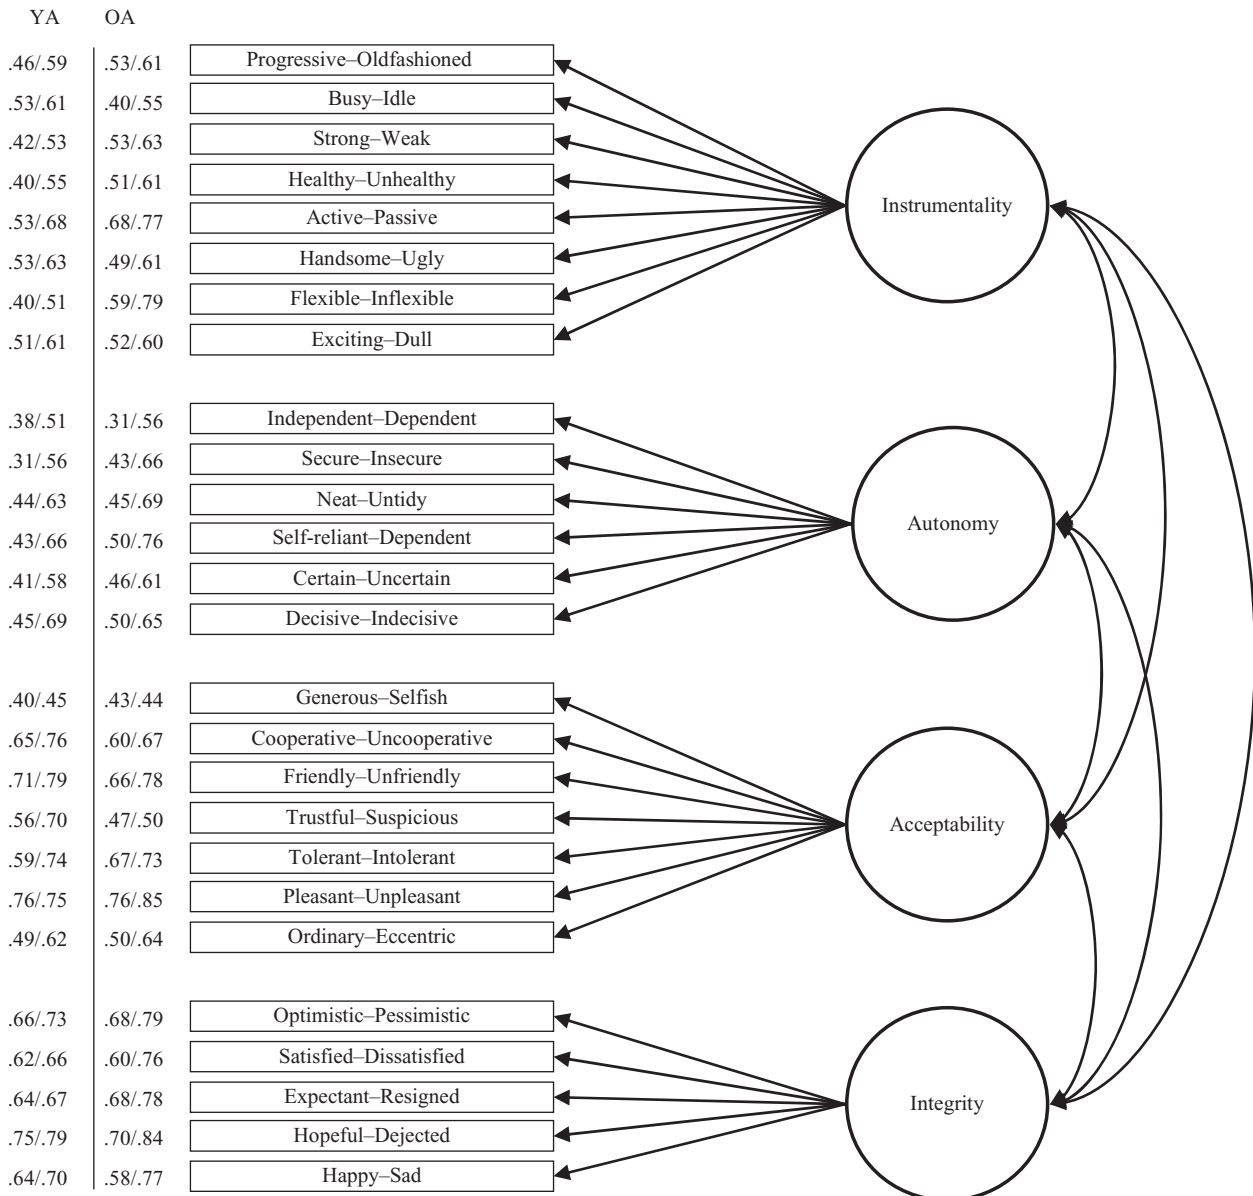 YA OA
.46/.59 .53/.61 Progressive–Oldfashioned
.53/.61 .40/.55 Busy–Idle
.42/.53 .53/.63 Strong–Weak
.40/.55 .51/.61 Healthy–Unhealthy
.53/.68 .68/.77 Active–Passive
.53/.63 .49/.61 Handsome–Ugly
.40/.51 .59/.79 Flexible–Inflexible
.51/.61 .52/.60 Exciting–Dull
Instrumentality
.38/.51 .31/.56 Independent–Dependent
.31/.56 .43/.66 Secure–Insecure
.44/.63 .45/.69 Neat–Untidy
.43/.66 .50/.76 Self-reliant–Dependent
.41/.58 .46/.61 Certain–Uncertain
.45/.69 .50/.65 Decisive–Indecisive
Autonomy
.40/.45 .43/.44 Generous–Selfish
.65/.76 .60/.67 Cooperative–Uncooperative
.71/.79 .66/.78 Friendly–Unfriendly
.56/.70 .47/.50 Trustful–Suspicious
.59/.74 .67/.73 Tolerant–Intolerant
.76/.75 .76/.85 Pleasant–Unpleasant
.49/.62 .50/.64 Ordinary–Eccentric
Acceptability
.66/.73 .68/.79 Optimistic–Pessimistic
.62/.66 .60/.76 Satisfied–Dissatisfied
.64/.67 .68/.78 Expectant–Resigned
.75/.79 .70/.84 Hopeful–Dejected
.64/.70 .58/.77 Happy–Sad
Integrity